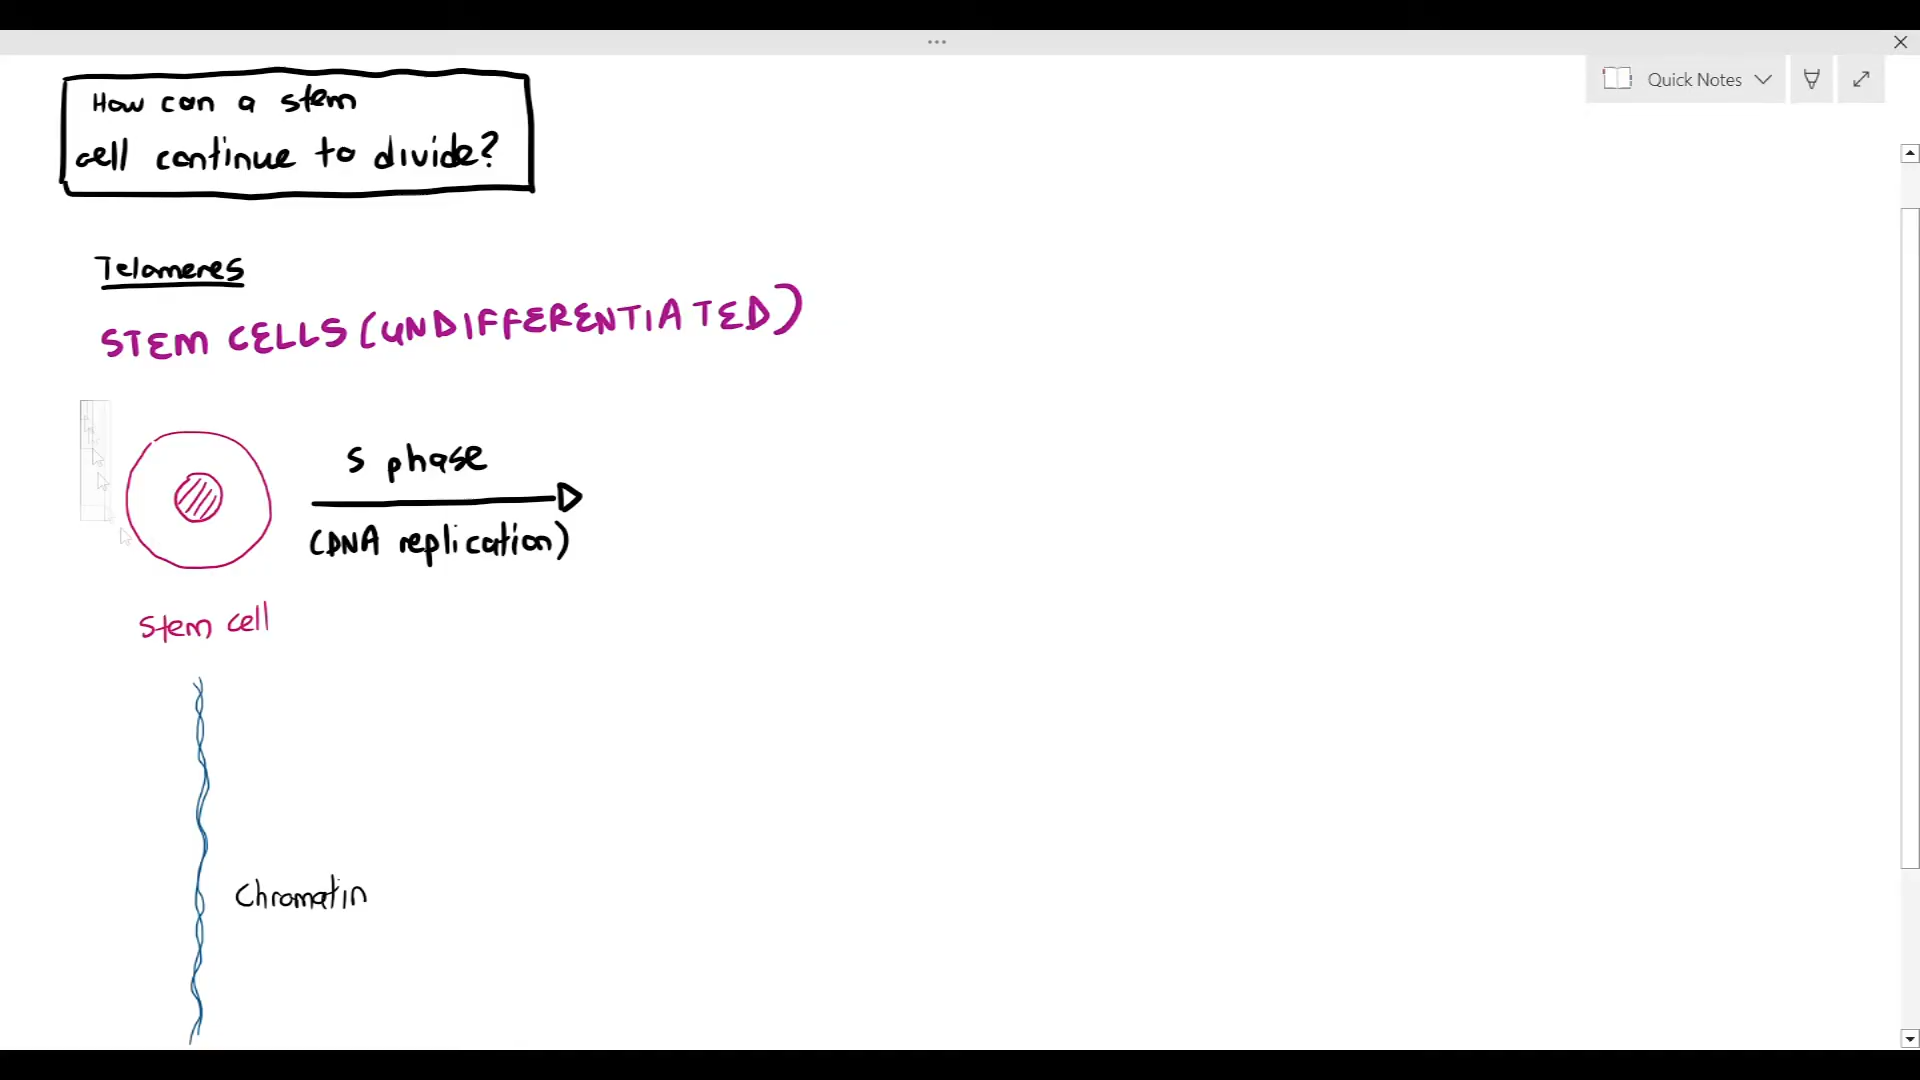 Quick Notes
How can a stem
cell continue to divide?
Telomeres
STEM CELLS (UNDIFFERENTIATED)
S phase
(DNA replication)
Stem cell
Chromatin